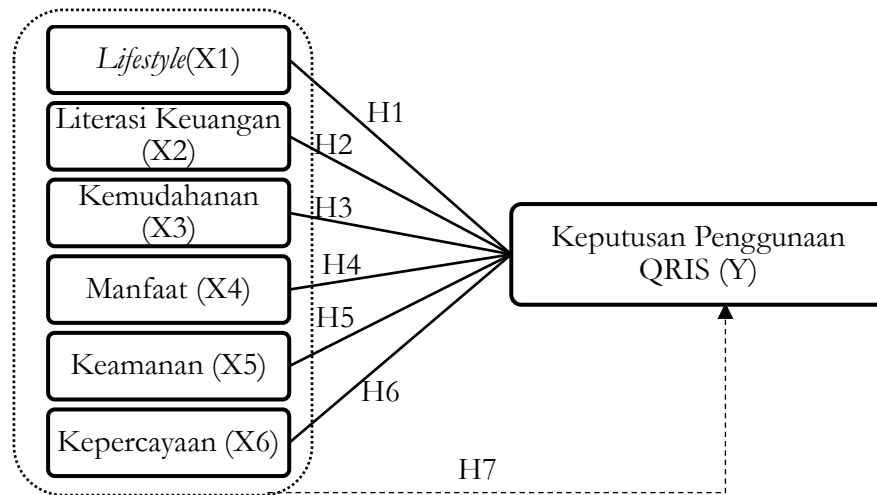 Lifestyle(X1)
H1
Literasi Keuangan
(X2)
H2
Kemudahanan
(X3)
H3
Keputusan Penggunaan
QRIS (Y)
Manfaat (X4)
H4
H5
Keamanan (X5)
H6
Kepercayaan (X6)
H7